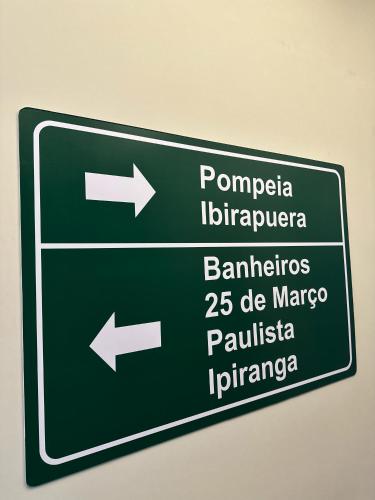 Pompeia
Ibirapuera
Banheiros
25 de Março
Paulista
Ipiranga